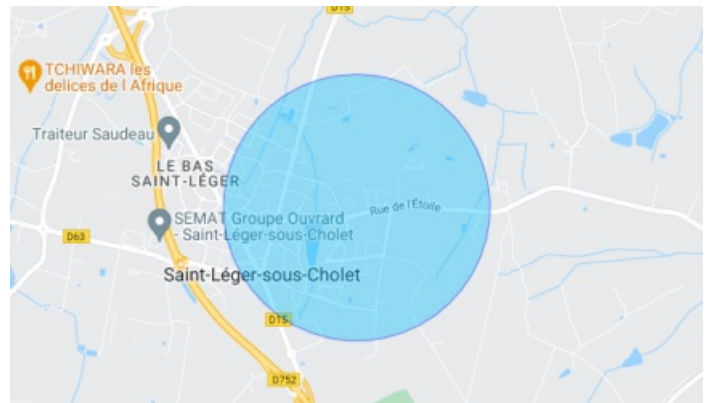 D15
TCHIWARA les
delices de l Afrique
Traiteur Saudeau
LE BAS
SAINT-LÉGER
Rue de l'Étoile
SEMAT Groupe Ouvrard
- Saint-Léger-sous-Cholet
D63
Saint-Léger-sous-Cholet
D15
D752